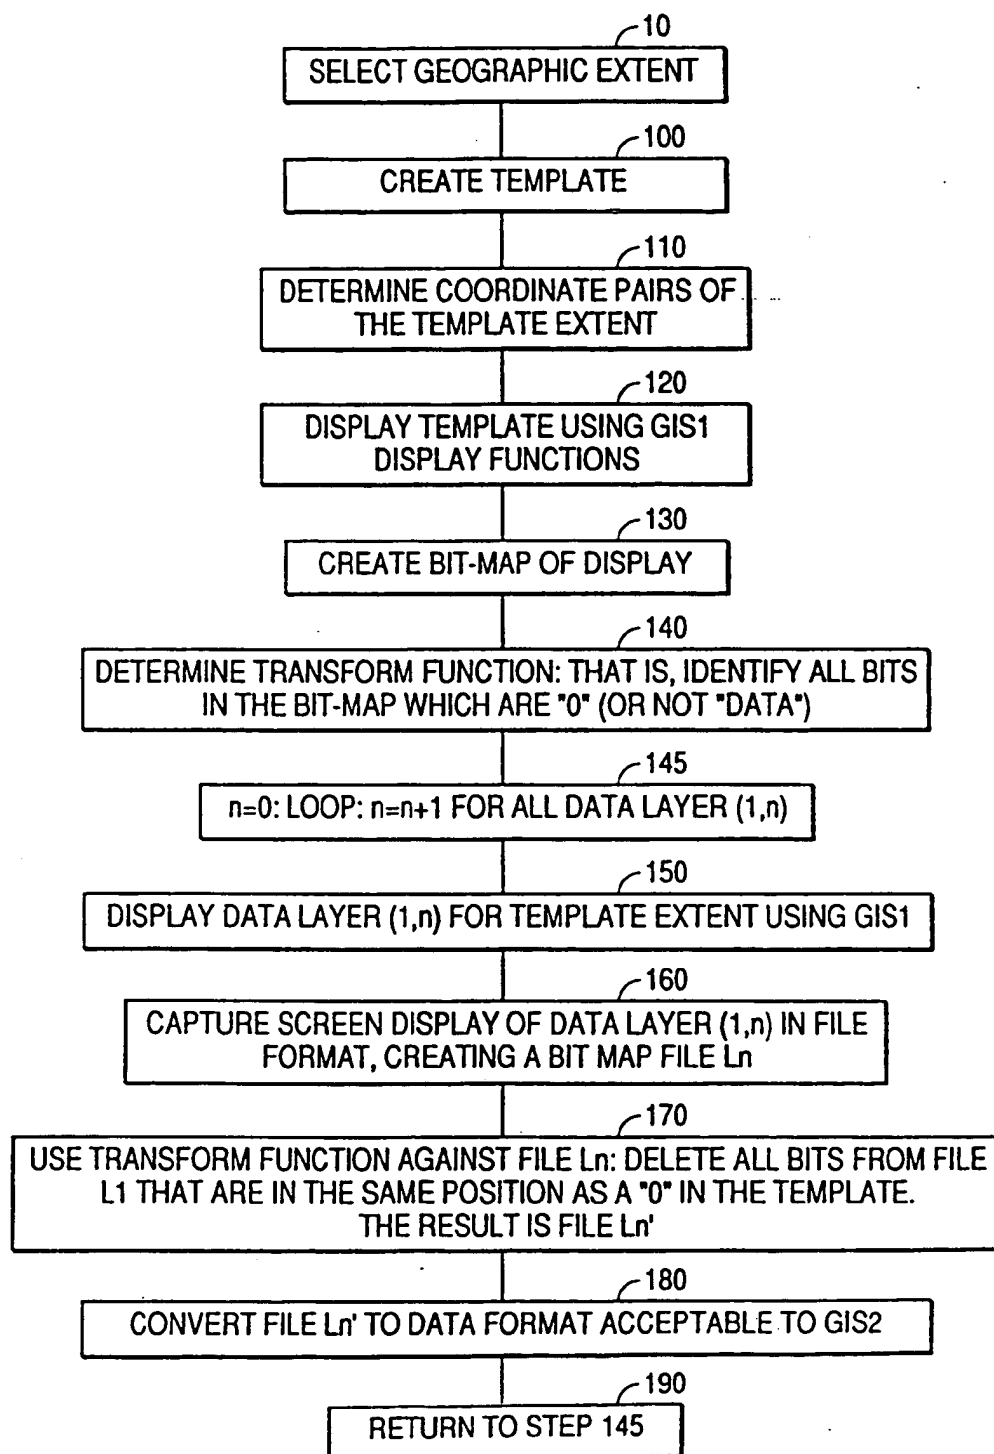 10
SELECT GEOGRAPHIC EXTENT
100
CREATE TEMPLATE
110
DETERMINE COORDINATE PAIRS OF
THE TEMPLATE EXTENT
120
DISPLAY TEMPLATE USING GIS1
DISPLAY FUNCTIONS
130
CREATE BIT-MAP OF DISPLAY
140
DETERMINE TRANSFORM FUNCTION: THAT IS, IDENTIFY ALL BITS
IN THE BIT-MAP WHICH ARE "0" (OR NOT "DATA")
145
n=0: LOOP: n=n+1 FOR ALL DATA LAYER (1,n)
150
DISPLAY DATA LAYER (1,n) FOR TEMPLATE EXTENT USING GIS1
160
CAPTURE SCREEN DISPLAY OF DATA LAYER (1,n) IN FILE
FORMAT, CREATING A BIT MAP FILE Ln
170
USE TRANSFORM FUNCTION AGAINST FILE Ln: DELETE ALL BITS FROM FILE
L1 THAT ARE IN THE SAME POSITION AS A "0" IN THE TEMPLATE.
THE RESULT IS FILE Ln'
180
CONVERT FILE Ln' TO DATA FORMAT ACCEPTABLE TO GIS2
190
RETURN TO STEP 145